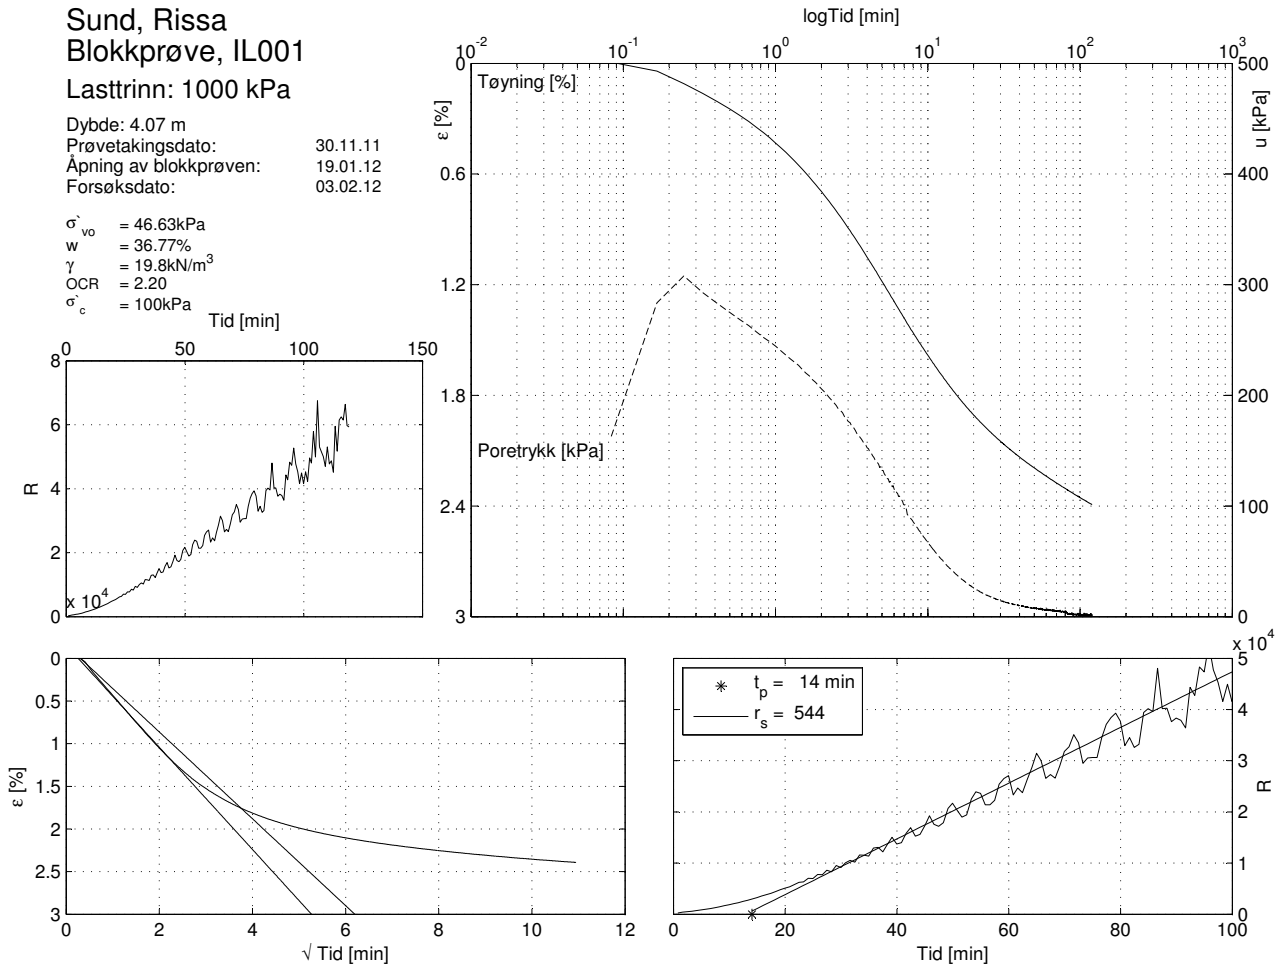 Sund, Rissa
Blokkprøve, IL001
Lasttrinn: 1000 kPa
Dybde: 4.07 m
Prøvetakingsdato: 30.11.11
Åpning av blokkprøven: 19.01.12
Forsøksdato: 03.02.12
σ`vo = 46.63kPa
w = 36.77%
γ = 19.8kN/m³
OCR = 2.20
σ`c = 100kPa
Tid [min]
0 50 100 150
8
6
4
2
0
R
x 10⁴
logTid [min]
10⁻² 10⁻¹ 10⁰ 10¹ 10² 10³
Tøyning [%]
Poretrykk [kPa]
ε [%]
0
0.6
1.2
1.8
2.4
3
u [kPa]
500
400
300
200
100
0
ε [%]
0
0.5
1
1.5
2
2.5
3
0 2 4 6 8 10 12
√ Tid [min]
x 10⁴
tp = 14 min
rs = 544
5
4
3
2
1
0
R
0 20 40 60 80 100
Tid [min]